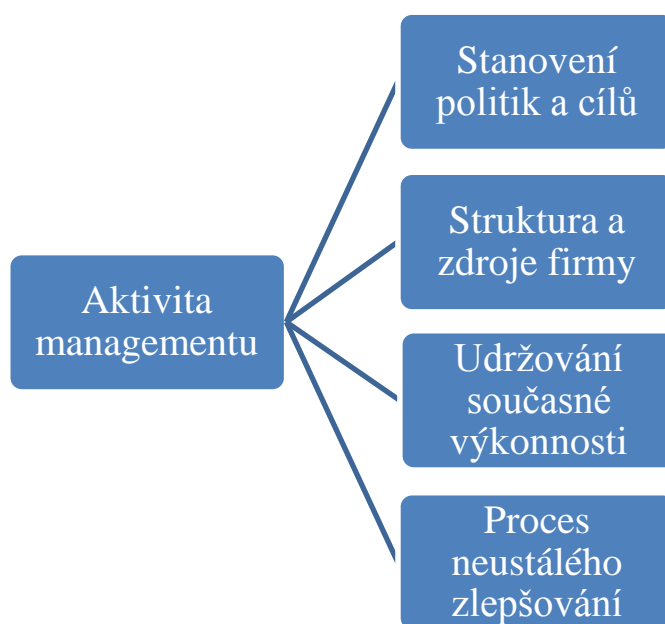 Stanovení
politik a cílů
Struktura a
zdroje firmy
Aktivita
managementu
Udržování
současné
výkonnosti
Proces
neustálého
zlepšování